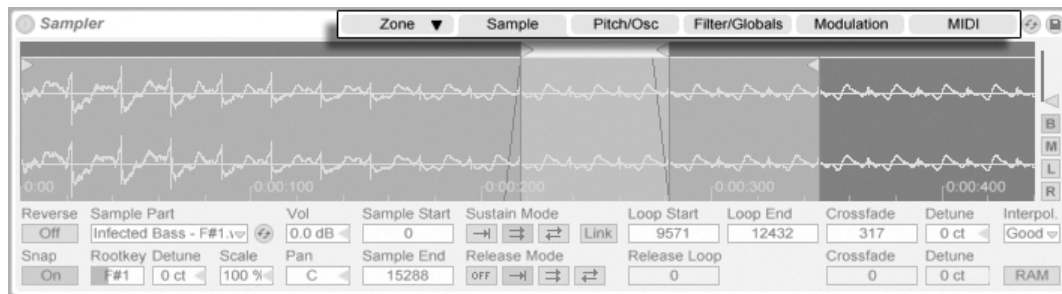 Sampler Zone ▼ Sample Pitch/Osc Filter/Globals Modulation MIDI
B
M
L
R
0:00 0:00:100 0:00:200 0:00:300 0:00:400
Reverse Sample Part Vol Sample Start Sustain Mode Loop Start Loop End Crossfade Detune Interpol.
Off Infected Bass - F#1. 0.0 dB 0 Link 9571 12432 317 0 ct Good
Snap Rootkey Detune Scale Pan Sample End Release Mode Release Loop Crossfade Detune
On F#1 0 ct 100 % C 15288 OFF 0 0 0 ct RAM